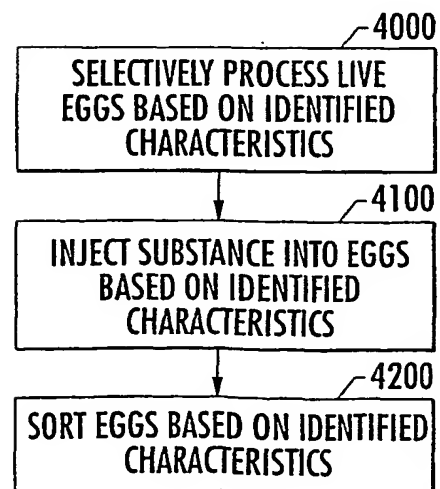 4000
SELECTIVELY PROCESS LIVE
EGGS BASED ON IDENTIFIED
CHARACTERISTICS
4100
INJECT SUBSTANCE INTO EGGS
BASED ON IDENTIFIED
CHARACTERISTICS
4200
SORT EGGS BASED ON IDENTIFIED
CHARACTERISTICS